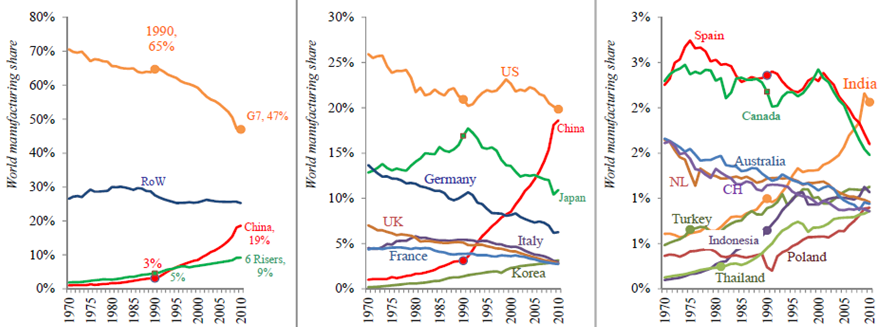 World manufacturing share
80%
70%
60%
50%
40%
30%
20%
10%
0%
1990,
65%
G7, 47%
RoW
China,
19%
3%
5%
6 Risers,
9%
1970
1975
1980
1985
1990
1995
2000
2005
2010
World manufacturing share
30%
25%
20%
15%
10%
5%
0%
US
China
Germany
Japan
UK
Italy
France
Korea
1970
1975
1980
1985
1990
1995
2000
2005
2010
World manufacturing share
3%
3%
2%
2%
1%
1%
0%
Spain
India
Canada
Australia
NL
CH
Turkey
Indonesia
Poland
Thailand
1970
1975
1980
1985
1990
1995
2000
2005
2010